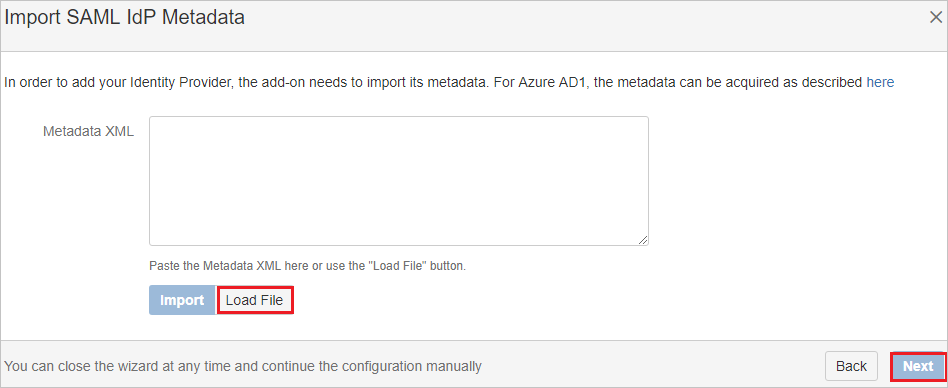 Import SAML IdP Metadata
In order to add your Identity Provider, the add-on needs to import its metadata. For Azure AD1, the metadata can be acquired as described here
Metadata XML
Paste the Metadata XML here or use the "Load File" button.
Import Load File
You can close the wizard at any time and continue the configuration manually Back Next